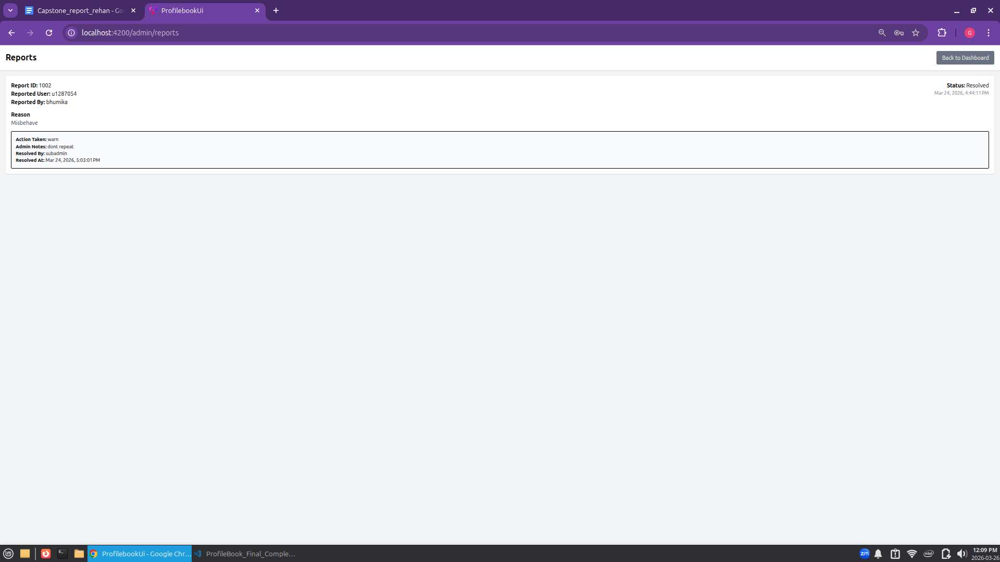 Capstone_report_rehan - Go
ProfilebookUi
localhost:4200/admin/reports
G
Reports
Back to Dashboard
Report ID: 1002
Status: Resolved
Reported User: u1287054
Mar 24, 2026, 4:44:11 PM
Reported By: bhumika
Reason
Misbehave
Action Taken: warn
Admin Notes: dont repeat
Resolved By: subadmin
Resolved At: Mar 24, 2026, 5:03:01 PM
ProfilebookUi - Google Chr...
ProfileBook_Final_Comple...
zm
intel
12:09 PM
2026-03-26